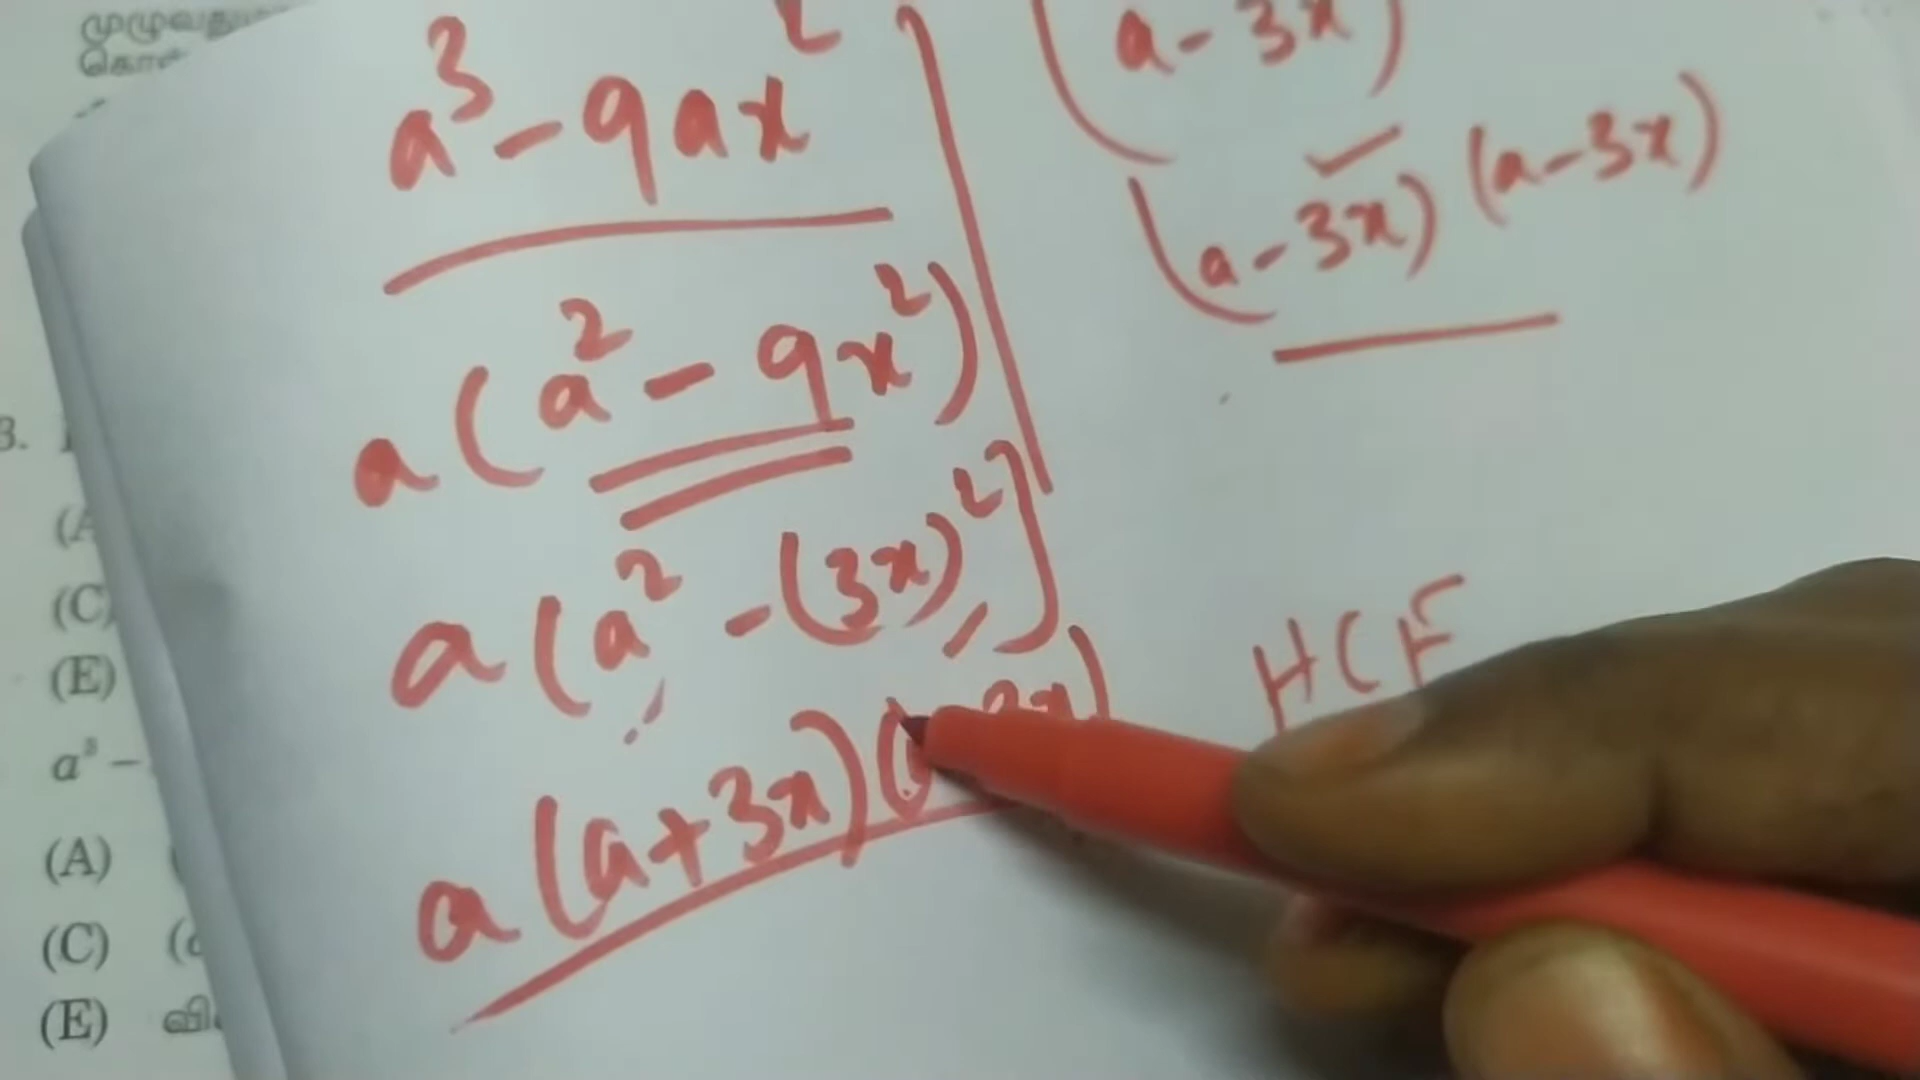 a³ - 9ax²
a(a² - 9x²)
a(a² - (3x)²]
a(a+3x)(
(a - 3x)
(a - 3x) (a - 3x)
HCF
3.
(A
(C)
(E)
a³ -
(A)
(C)
(E)